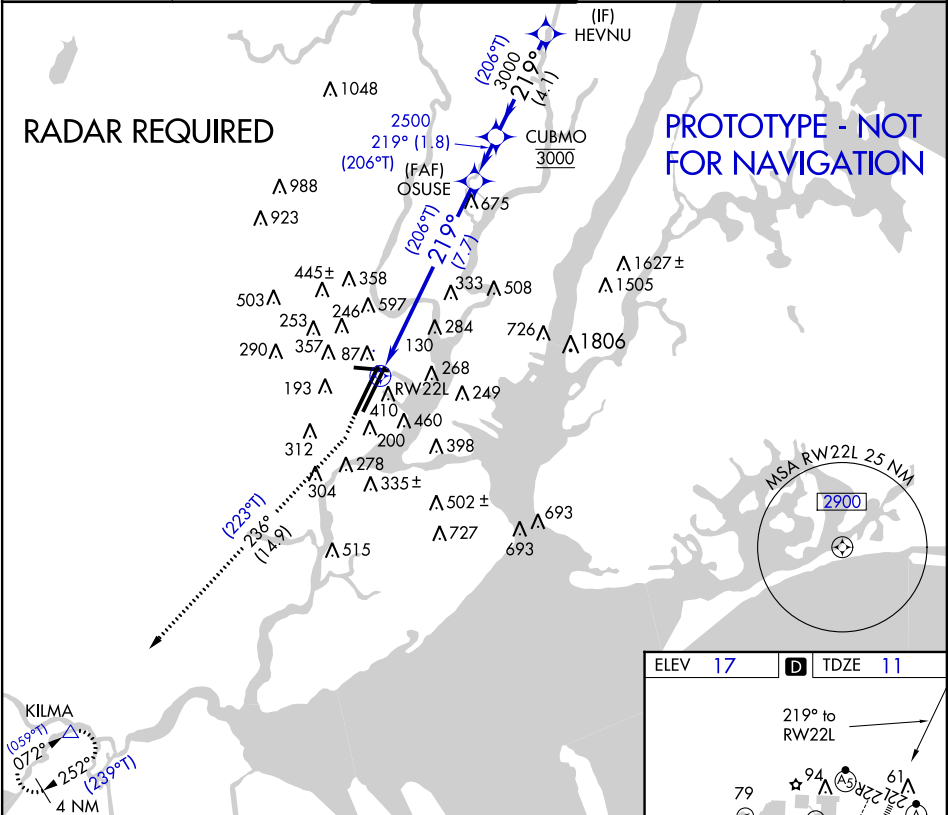 (IF)
HEVNU
(206°T)
3000
219°
(4.1)
1048
RADAR REQUIRED
2500
219° (1.8)
(206°T)
CUBMO
3000
PROTOTYPE - NOT
FOR NAVIGATION
(FAF)
OSUSE
988
675
923
(206°T)
219°
(7.7)
1627 ±
1505
445 ±
358
333
508
503
597
246
253
284
726
1806
290
357
87
130
268
193
RW22L
249
410
460
200
312
398
278
304
335 ±
502 ±
693
727
693
515
(223°T)
236°
(14.9)
MSA RW22L 25 NM
2900
KILMA
(059°T)
072°
252°
(239°T)
4 NM
ELEV 17 D TDZE 11
219° to
RW22L
94
A5
61
22R
22L
79